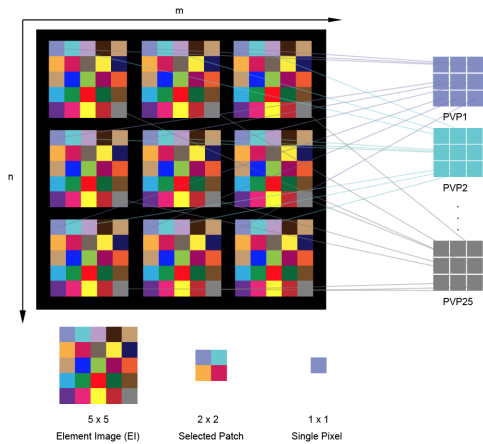 m
n
PVP1
PVP2
.
.
.
PVP25
5 x 5
2 x 2
1 x 1
Element Image (EI)
Selected Patch
Single Pixel